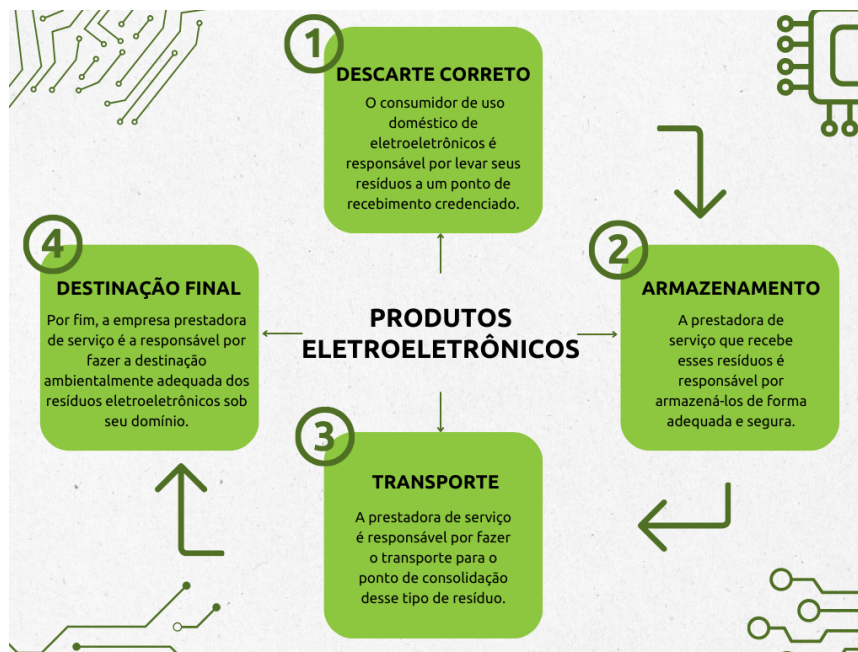 1
DESCARTE CORRETO
O consumidor de uso
doméstico de
eletroeletrônicos é
responsável por levar seus
resíduos a um ponto de
recebimento credenciado.
2
ARMAZENAMENTO
A prestadora de
serviço que recebe
esses resíduos é
responsável por
armazená-los de forma
adequada e segura.
PRODUTOS
ELETROELETRÔNICOS
3
TRANSPORTE
A prestadora de serviço
é responsável por fazer
o transporte para o
ponto de consolidação
desse tipo de resíduo.
4
DESTINAÇÃO FINAL
Por fim, a empresa prestadora
de serviço é a responsável por
fazer a destinação
ambientalmente adequada dos
resíduos eletroeletrônicos sob
seu domínio.